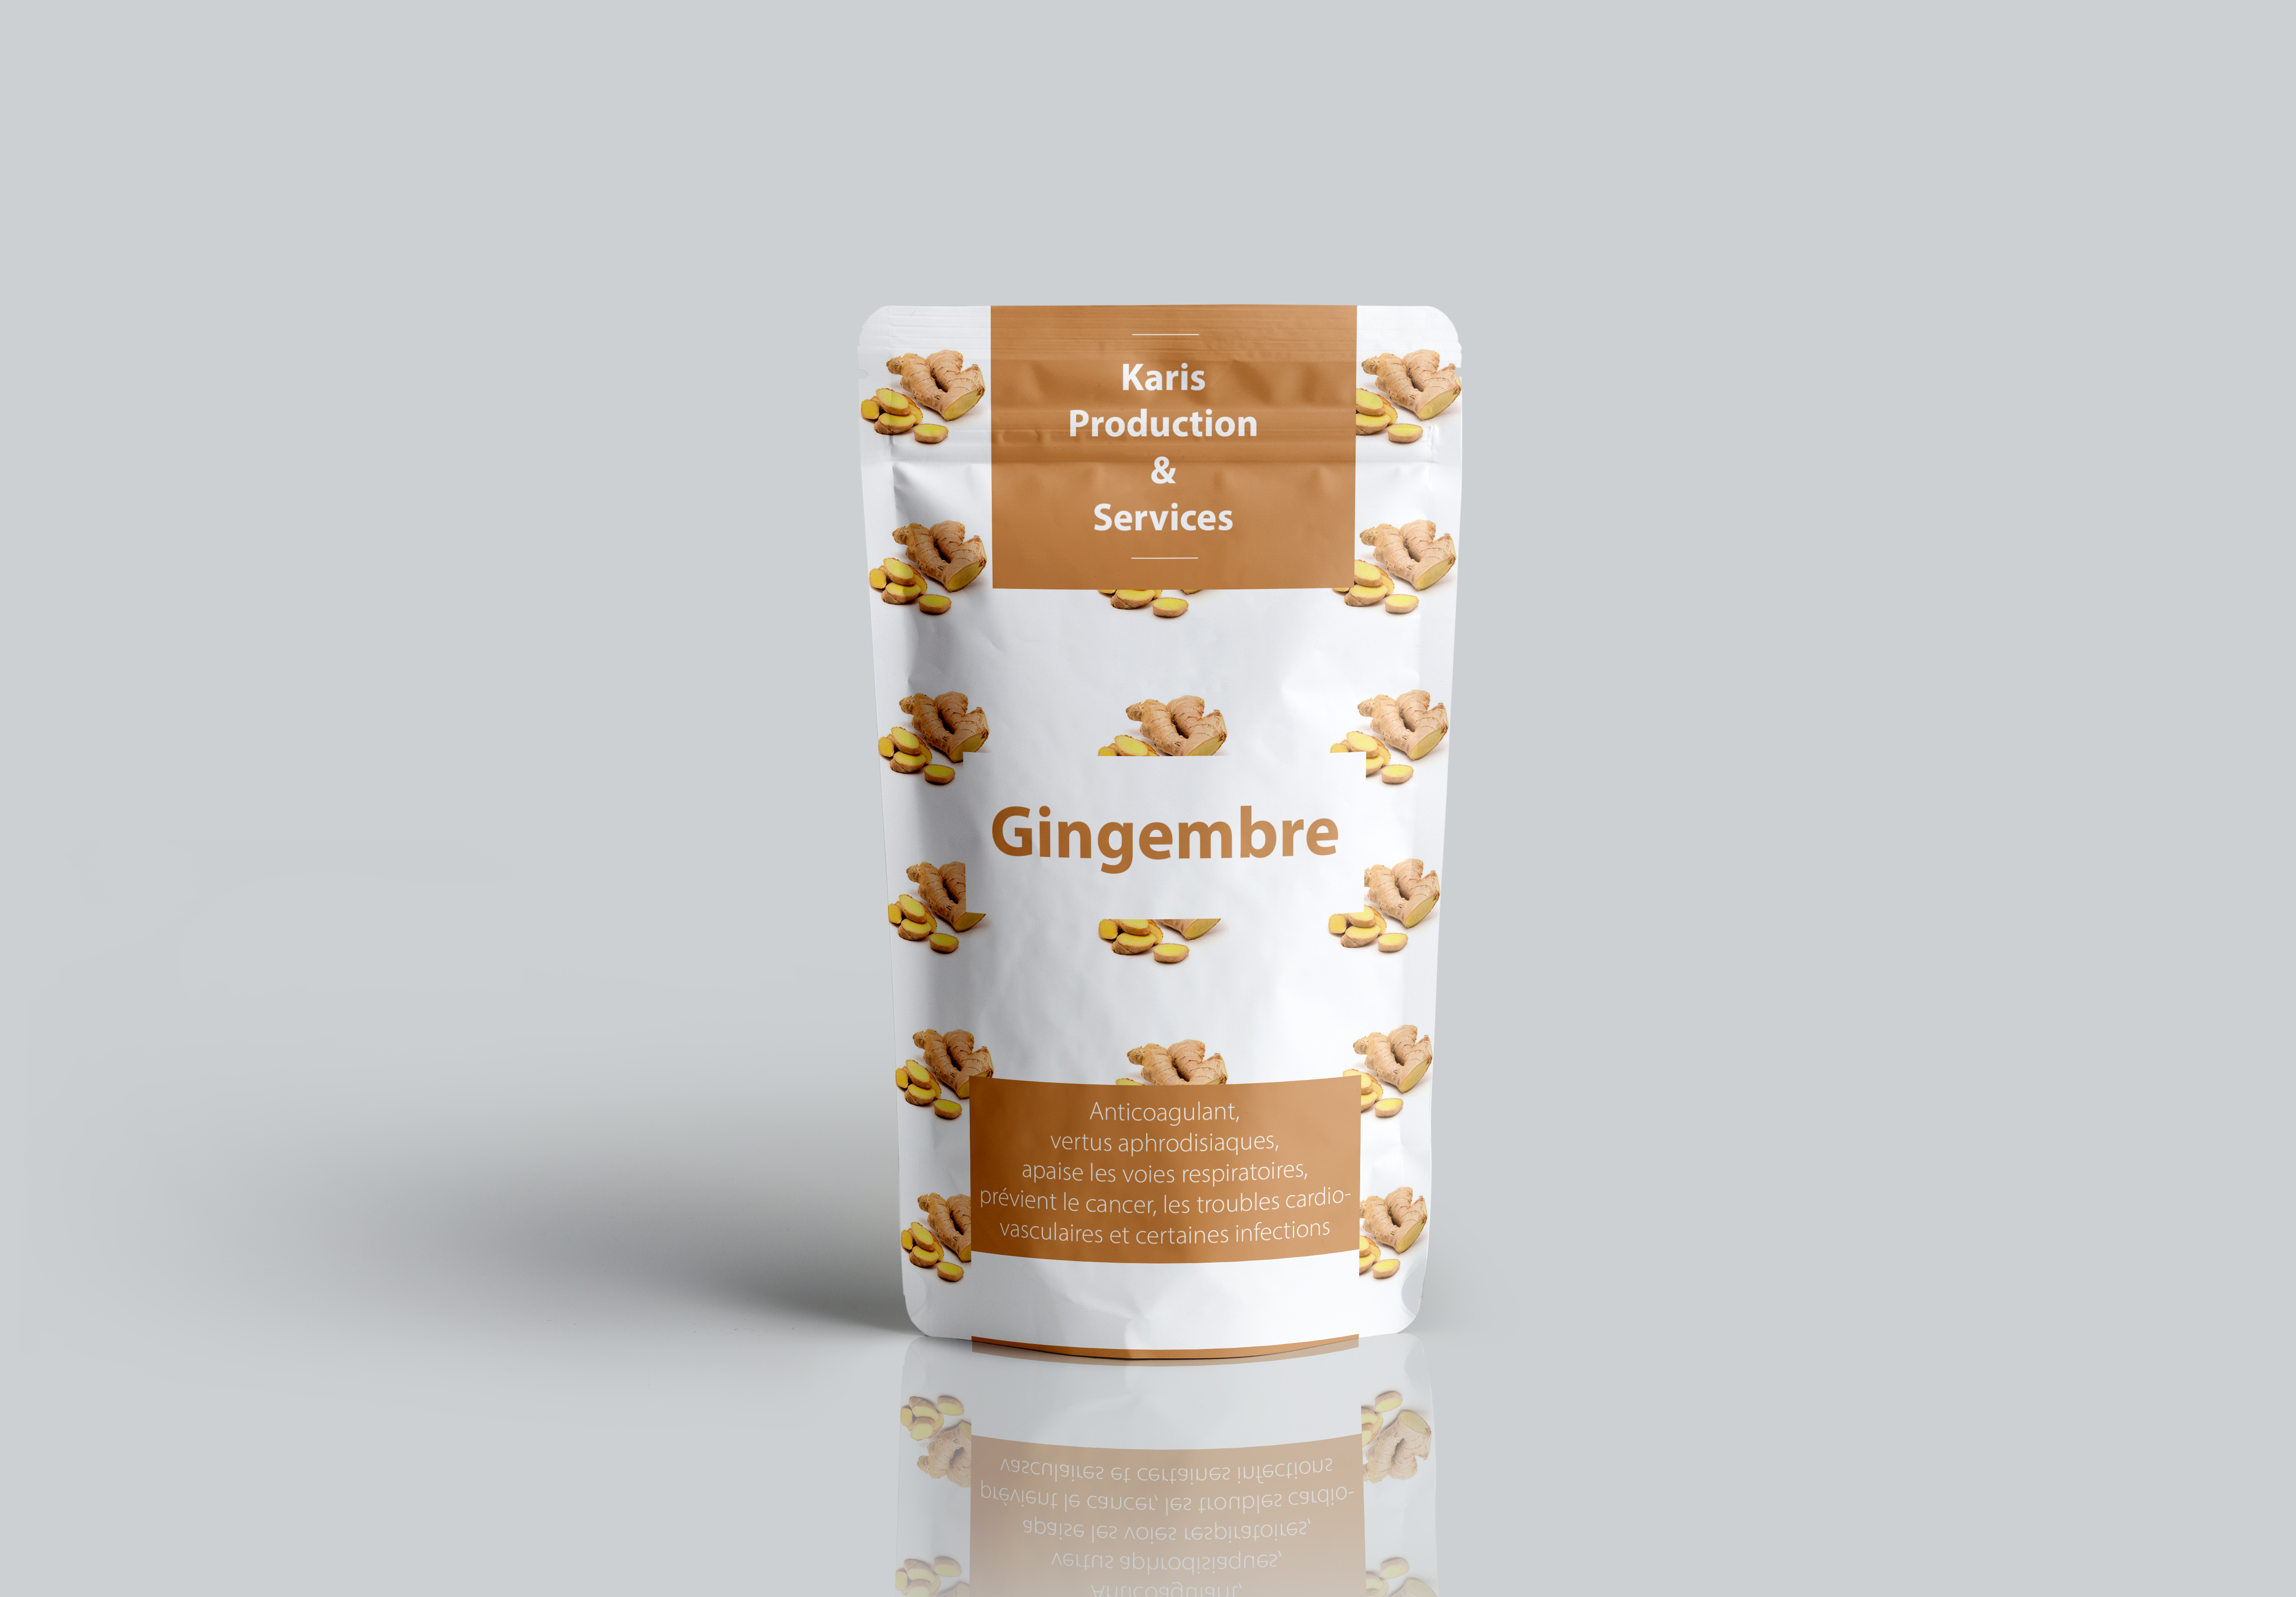 Karis
Production
&
Services
Gingembre
Anticoagulant,
vertus aphrodisiaques,
apaise les voies respiratoires,
prévient le cancer, les troubles cardio-
vasculaires et certaines infections